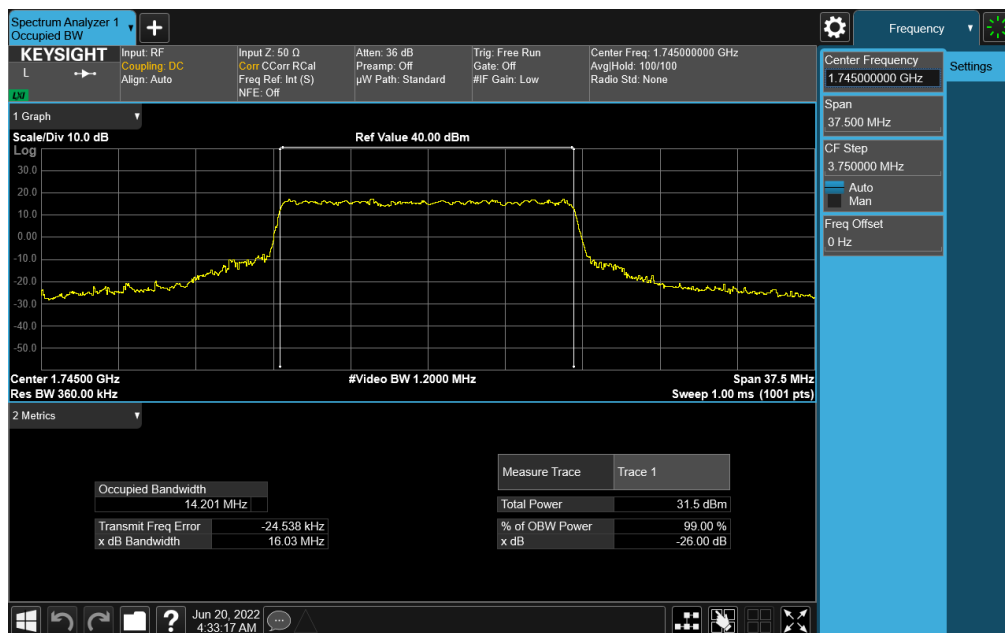 Spectrum Analyzer 1
Occupied BW
+
Frequency
KEYSIGHT
L
LXI
Input: RF
Coupling: DC
Align: Auto
Input Z: 50 Ω
Corr CCorr RCal
Freq Ref: Int (S)
NFE: Off
Atten: 36 dB
Preamp: Off
µW Path: Standard
Trig: Free Run
Gate: Off
#IF Gain: Low
Center Freq: 1.745000000 GHz
Avg|Hold: 100/100
Radio Std: None
Center Frequency
1.745000000 GHz
Settings
Span
37.500 MHz
CF Step
3.750000 MHz
Auto
Man
Freq Offset
0 Hz
1 Graph
Scale/Div 10.0 dB
Ref Value 40.00 dBm
Log
30.0
20.0
10.0
0.00
-10.0
-20.0
-30.0
-40.0
-50.0
Center 1.74500 GHz
#Video BW 1.2000 MHz
Span 37.5 MHz
Res BW 360.00 kHz
Sweep 1.00 ms (1001 pts)
2 Metrics
Measure Trace Trace 1
Occupied Bandwidth
14.201 MHz
Total Power 31.5 dBm
Transmit Freq Error -24.538 kHz
% of OBW Power 99.00 %
x dB Bandwidth 16.03 MHz
x dB -26.00 dB
?
Jun 20, 2022
4:33:17 AM